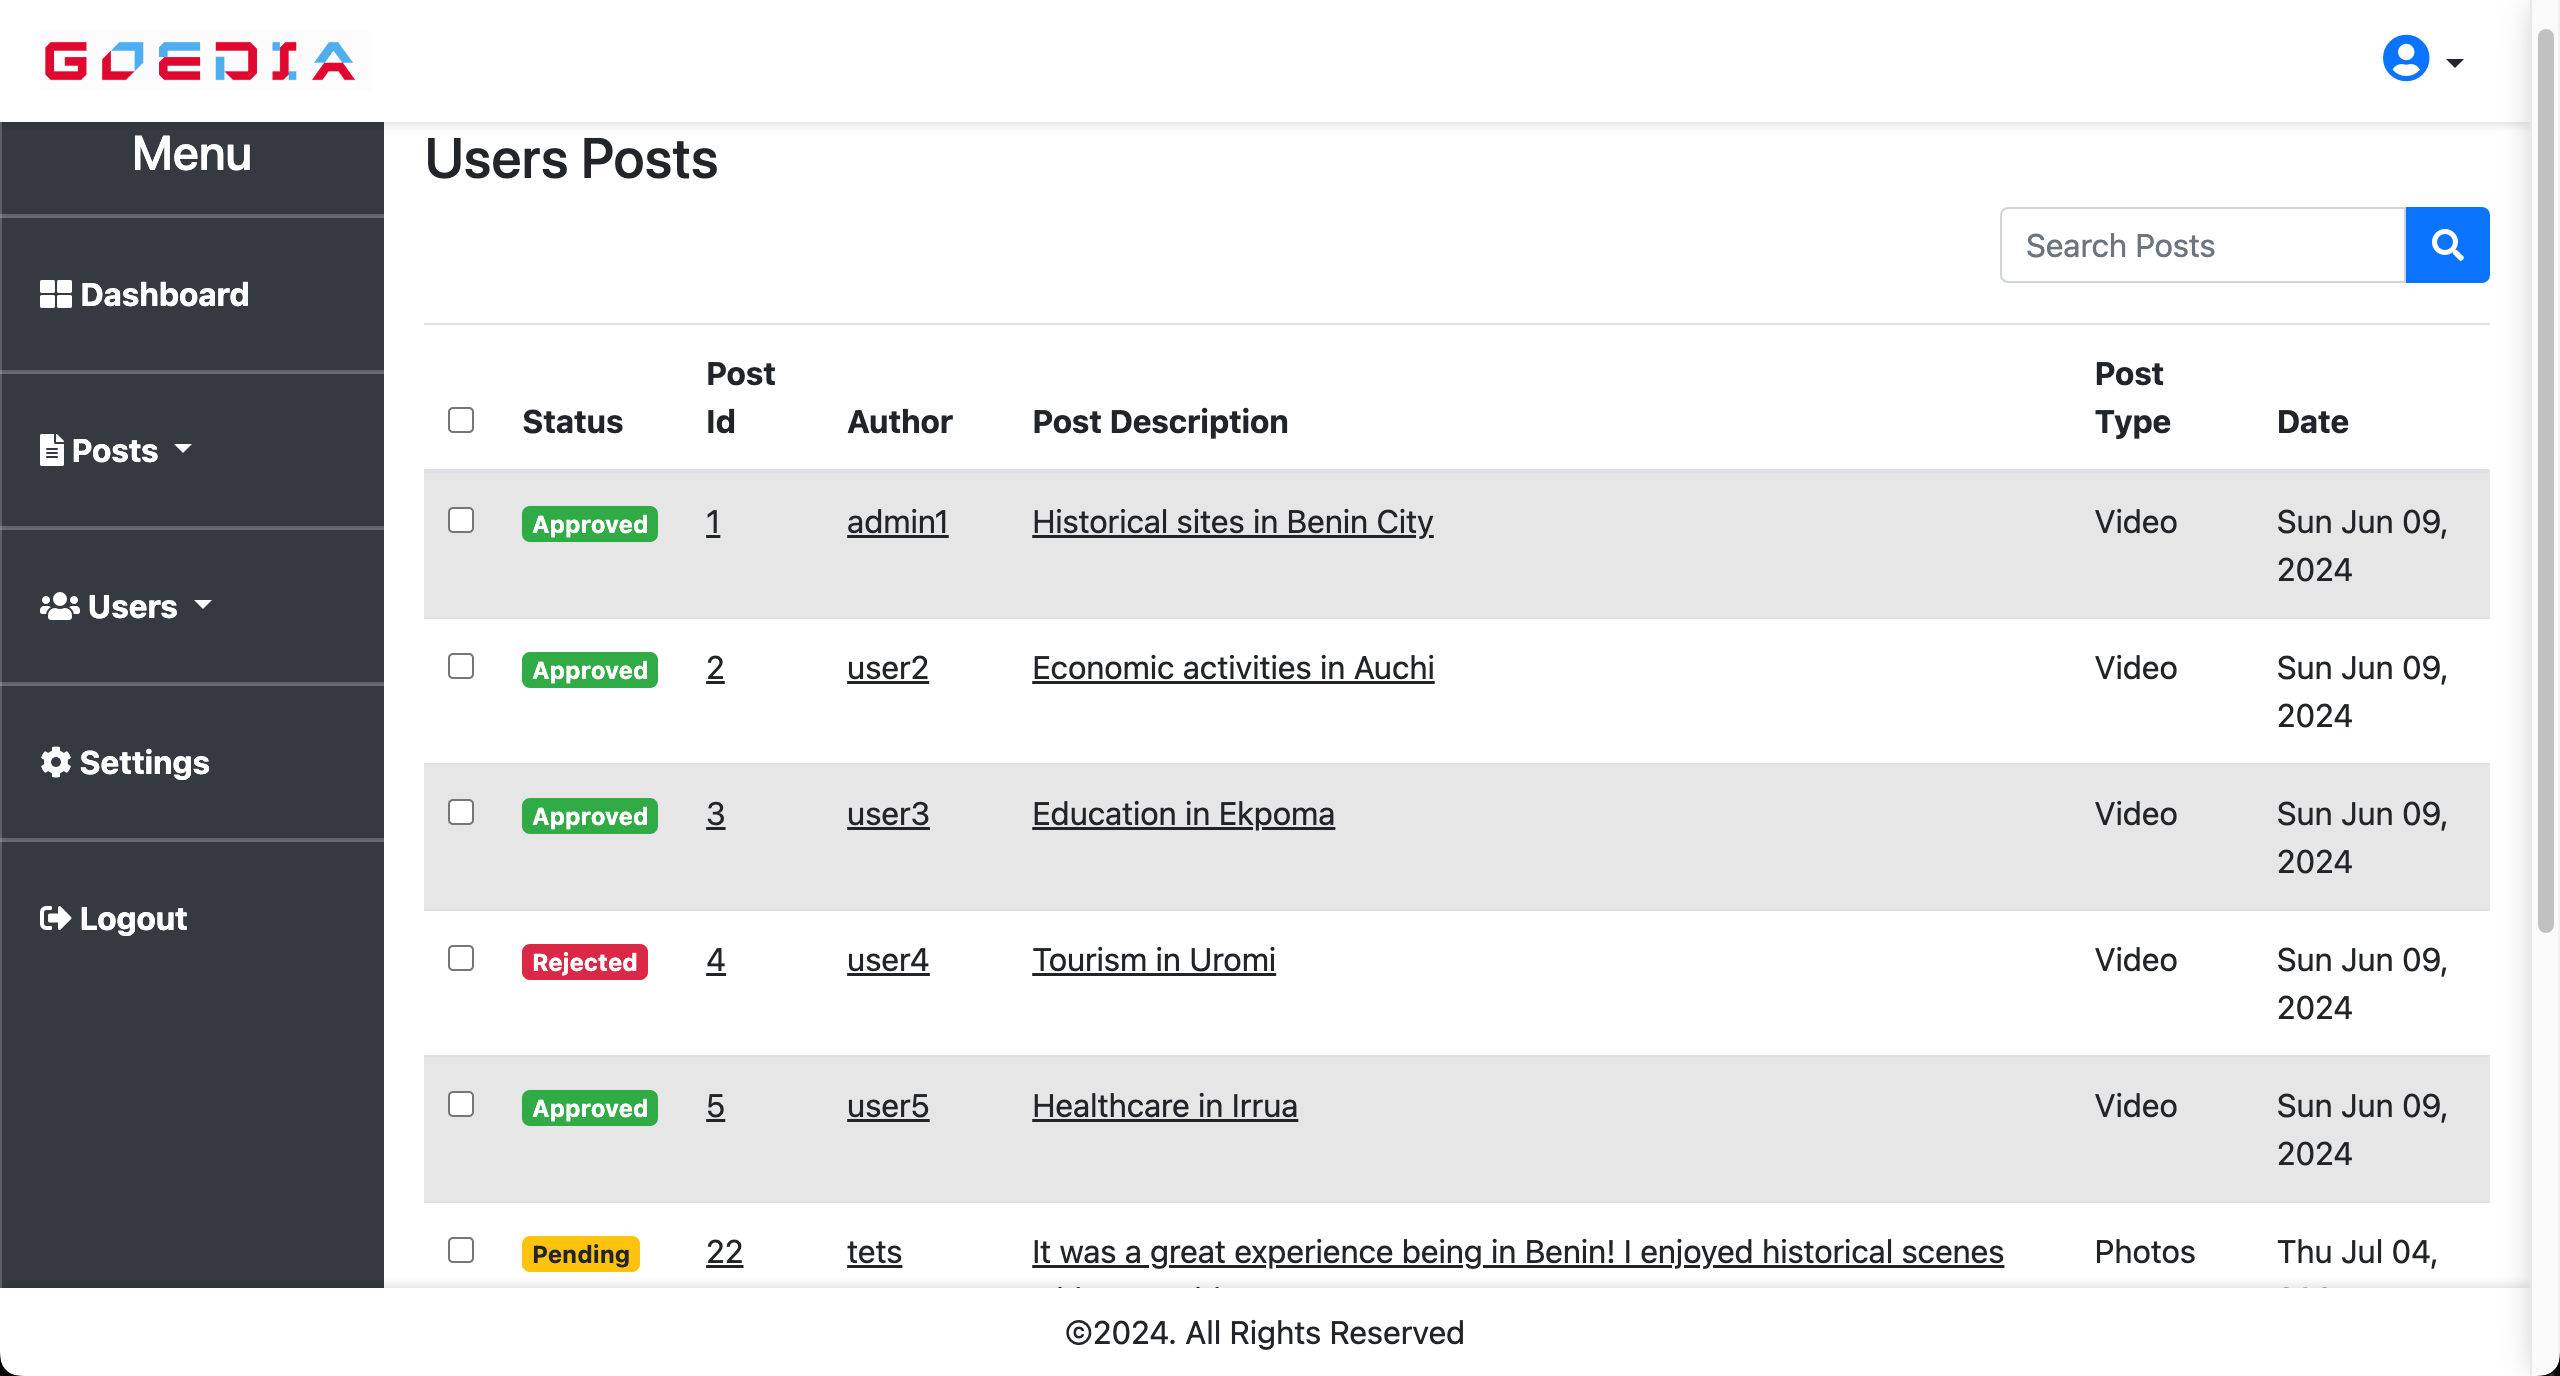 GOEDIA
Menu
Dashboard
Posts
Users
Settings
Logout
Users Posts
Search Posts
Status Post Id Author Post Description Post Type Date
Approved 1 admin1 Historical sites in Benin City Video Sun Jun 09, 2024
Approved 2 user2 Economic activities in Auchi Video Sun Jun 09, 2024
Approved 3 user3 Education in Ekpoma Video Sun Jun 09, 2024
Rejected 4 user4 Tourism in Uromi Video Sun Jun 09, 2024
Approved 5 user5 Healthcare in Irrua Video Sun Jun 09, 2024
Pending 22 tets It was a great experience being in Benin! I enjoyed historical scenes Photos Thu Jul 04,
©2024. All Rights Reserved